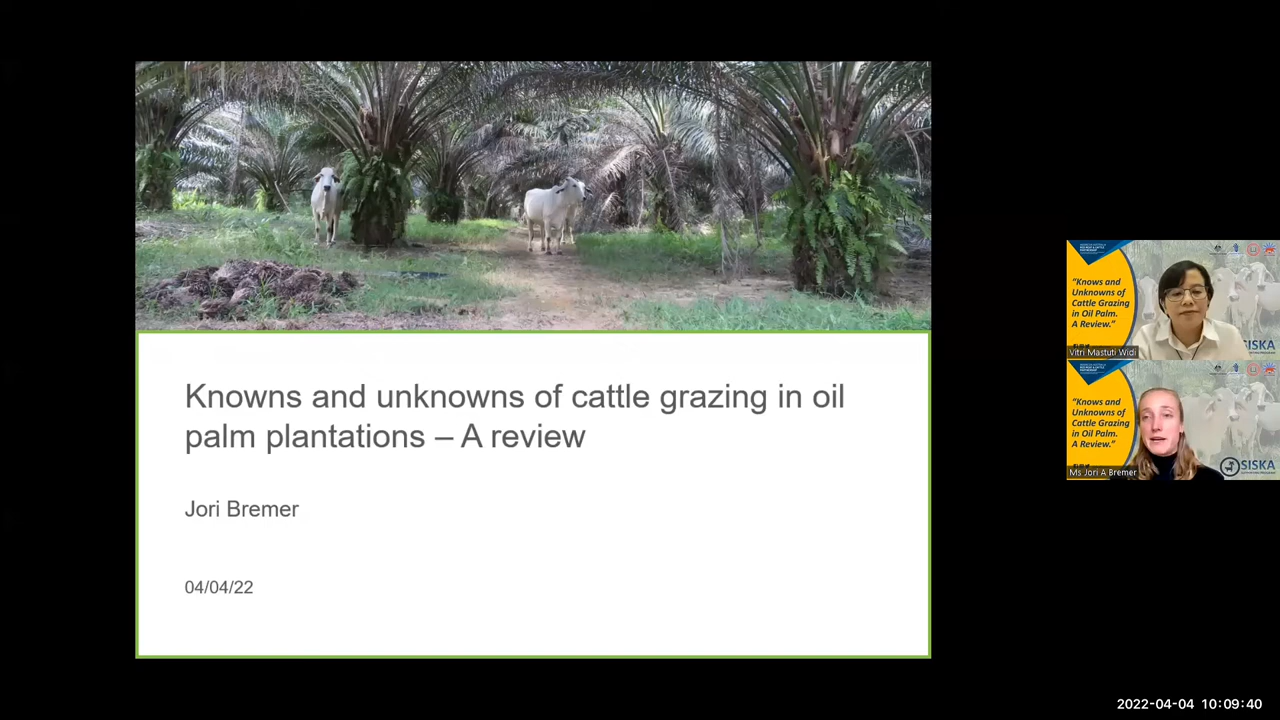 Knowns and unknowns of cattle grazing in oil
palm plantations – A review
Jori Bremer
04/04/22
"Knows and
Unknowns of
Cattle Grazing
in Oil Palm.
A Review."
SISKA
Vitri Mastuti Widi
"Knows and
Unknowns of
Cattle Grazing
in Oil Palm.
A Review."
SISKA
Ms Jori A Bremer
2022-04-04 10:09:40